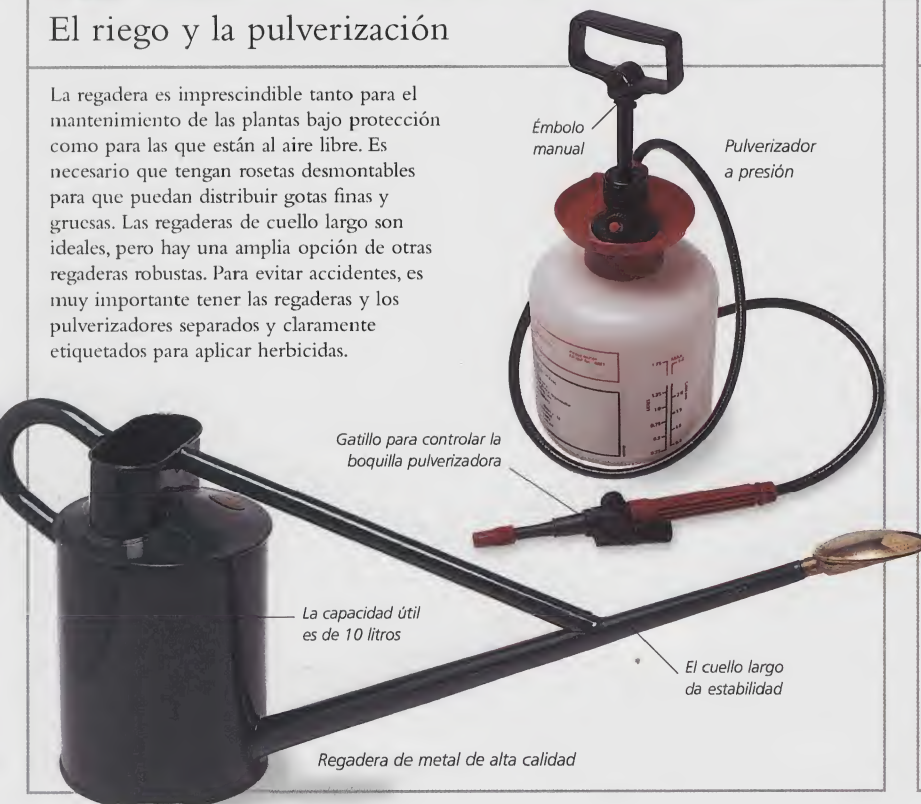 El riego y la pulverización
La regadera es imprescindible tanto para el
mantenimiento de las plantas bajo protección
como para las que están al aire libre. Es
necesario que tengan rosetas desmontables
para que puedan distribuir gotas finas y
gruesas. Las regaderas de cuello largo son
ideales, pero hay una amplia opción de otras
regaderas robustas. Para evitar accidentes, es
muy importante tener las regaderas y los
pulverizadores separados y claramente
etiquetados para aplicar herbicidas.
Émbolo
manual
Pulverizador
a presión
Gatillo para controlar la
boquilla pulverizadora
La capacidad útil
es de 10 litros
El cuello largo
da estabilidad
Regadera de metal de alta calidad